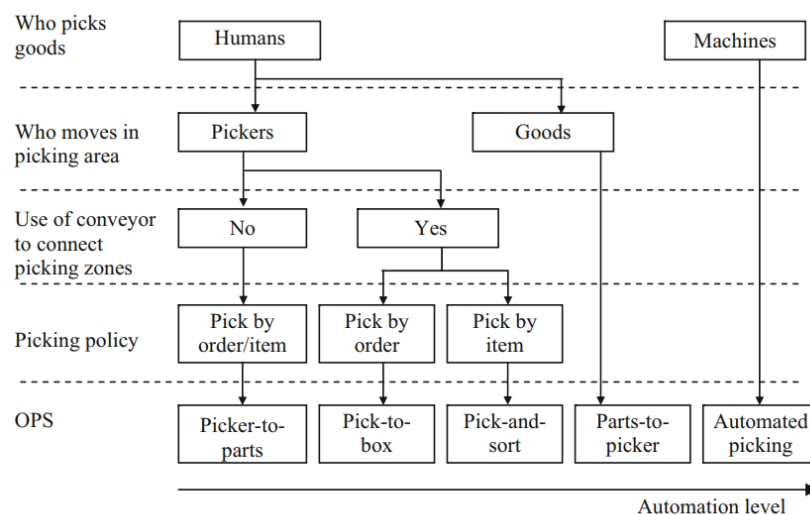 Who picks
goods
Humans
Machines
Who moves in
picking area
Pickers
Goods
Use of conveyor
to connect
picking zones
No
Yes
Picking policy
Pick by
order/item
Pick by
order
Pick by
item
OPS
Picker-to-
parts
Pick-to-
box
Pick-and-
sort
Parts-to-
picker
Automated
picking
Automation level